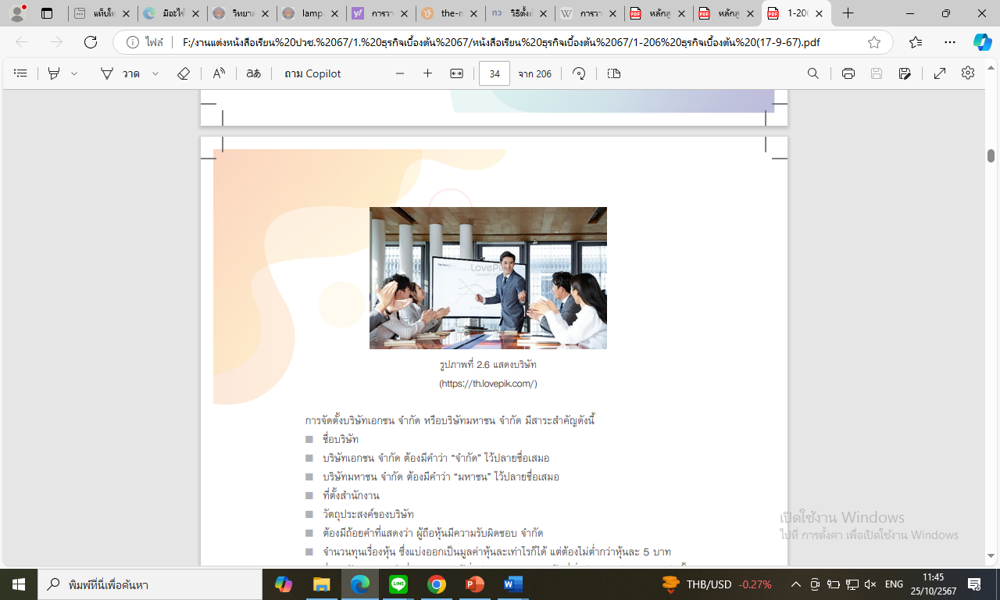 แท็บให
มีอะไร
วิทยาล
lampa
การวา
the-n
วิธีตั้งเ
การวา
หลักสู
หลักสู
1-20
ไฟล์
F:/งานแต่งหนังสือเรียน%20ปวช.%2067/1.%20ธุรกิจเบื้องต้น%2067/หนังสือเรียน%20ธุรกิจเบื้องต้น%2067/1-206%20ธุรกิจเบื้องต้น%20(17-9-67).pdf
วาด
ถาม Copilot
34
จาก 206
LovePik
รูปภาพที่ 2.6 แสดงบริษัท
(https://th.lovepik.com/)
การจัดตั้งบริษัทเอกชน จำกัด หรือบริษัทมหาชน จำกัด มีสาระสำคัญดังนี้
■ ชื่อบริษัท
■ บริษัทเอกชน จำกัด ต้องมีคำว่า “จำกัด” ไว้ปลายชื่อเสมอ
■ บริษัทมหาชน จำกัด ต้องมีคำว่า “มหาชน” ไว้ปลายชื่อเสมอ
■ ที่ตั้งสำนักงาน
■ วัตถุประสงค์ของบริษัท
■ ต้องมีถ้อยคำที่แสดงว่า ผู้ถือหุ้นมีความรับผิดชอบ จำกัด
■ จำนวนทุนเรื่องหุ้น ซึ่งแบ่งออกเป็นมูลค่าหุ้นละเท่าไรก็ได้ แต่ต้องไม่ต่ำกว่าหุ้นละ 5 บาท
เปิดใช้งาน Windows
ไปที่ การตั้งค่า เพื่อเปิดใช้งาน Windows
พิมพ์ที่นี่เพื่อค้นหา
THB/USD -0.27%
ENG
11:45
25/10/2567